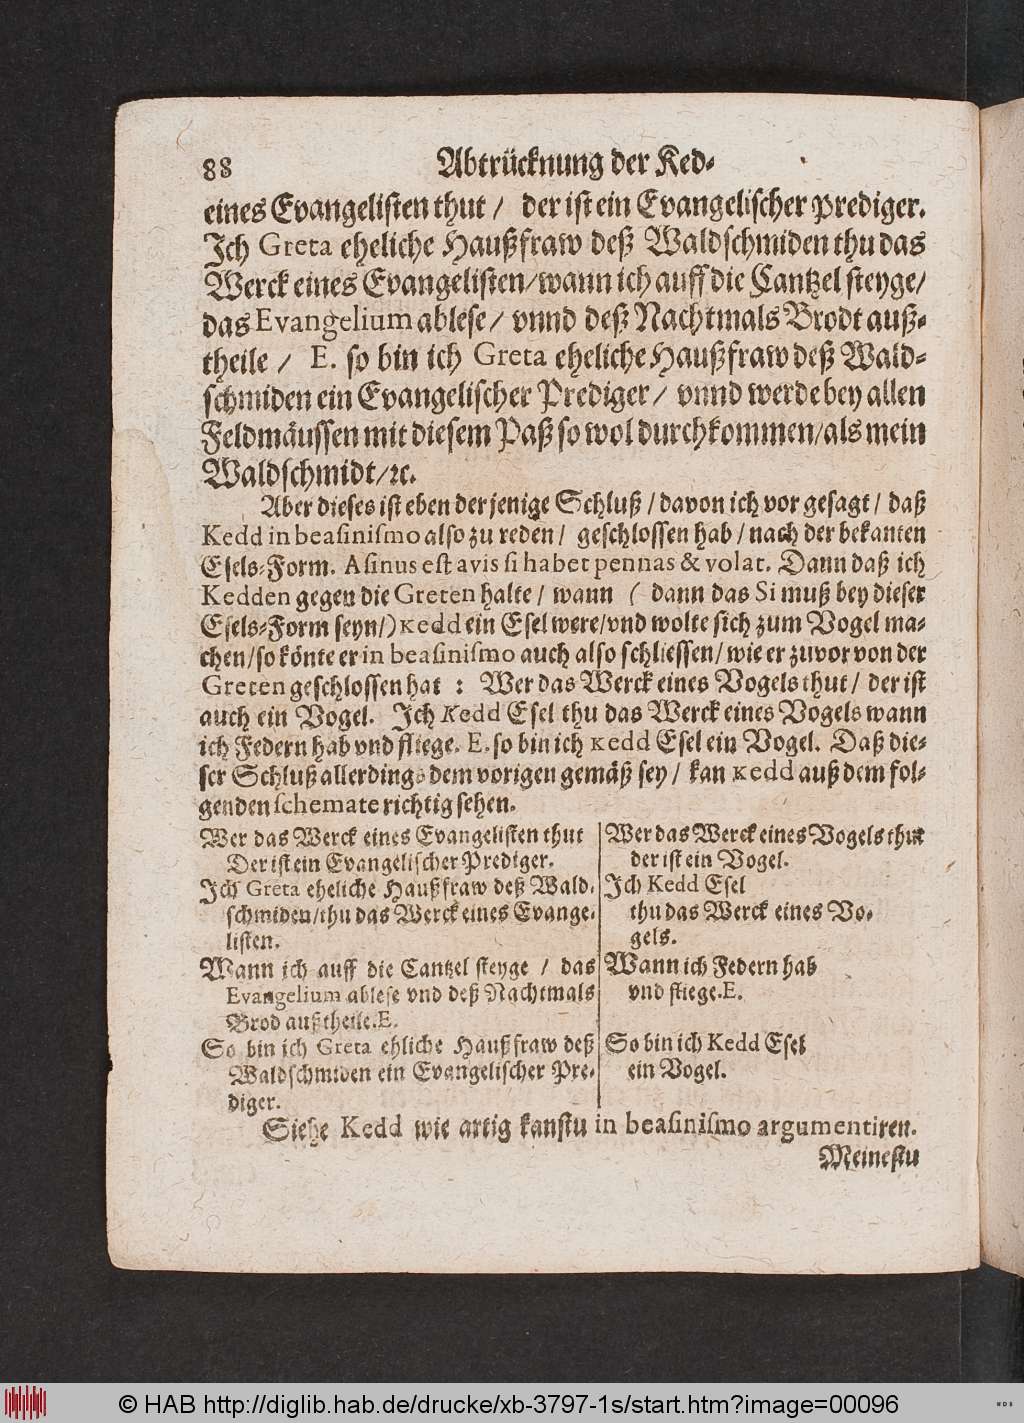 88 Abtrücknung der Ked-
eines Evangelisten thut / der ist ein Evangelischer prediger.
Ich Greta eheliche Haußfraw deß Waldschmiden thu das
Werck eines Evangelisten/wann ich auff die Cantzel steyge/
das Evangelium ablese / vnnd deß Nachtmals Brodt auß-
theile / E. so bin ich Greta eheliche Haußfraw deß Wald-
schmiden ein Evangelischer Prediger / vnnd werde bey allen
Feldmäussen mit diesem Paß so wol durchkommen/als mein
Waldschmidt/ꝛc.
Aber dieses ist eben der jenige Schluß / davon ich vor gesagt / daß
Kedd in beasinismo also zu reden / geschlossen hab / nach der bekanten
Esels-Form. Asinus est avis si habet pennas & volat. Dann daß ich
Kedden gegen die Greten halte / wann ( dann das Si muß bey dieser
Esels-Form seyn/) Kedd ein Esel were/vnd wolte sich zum Vogel ma-
chen/so könte er in beasinismo auch also schliessen/wie er zuvor von der
Greten geschlossen hat : Wer das Werck eines Vogels thut / der ist
auch ein Vogel. Ich Kedd Esel thu das Werck eines Vogels wann
ich Federn hab vnd fliege. E. so bin ich Kedd Esel ein Vogel. Daß die-
ser Schluß allerdings dem vorigen gemäß sey / kan Kedd auß dem fol-
genden schemate richtig sehen.
Wer das Werck eines Evangelisten thut
Der ist ein Evangelischer Prediger.
Ich Greta eheliche Haußfraw deß Wald-
schmiden/thu das Werck eines Evange-
listen.
Wann ich auff die Cantzel steyge / das
Evangelium ablese vnd deß Nachtmals
Brod außtheile.E.
So bin ich Greta ehliche Haußfraw deß
Waldschmiden ein Evangelischer Pre-
diger.
Wer das Werck eines Vogels thut
der ist ein Vogel.
Ich Kedd Esel
thu das Werck eines Vo-
gels.
Wann ich Federn hab
vnd fliege.E.
So bin ich Kedd Esel
ein Vogel.
Siehe Kedd wie artig kanstu in beasinismo argumentiren.
Meinestu
© HAB http://diglib.hab.de/drucke/xb-3797-1s/start.htm?image=00096